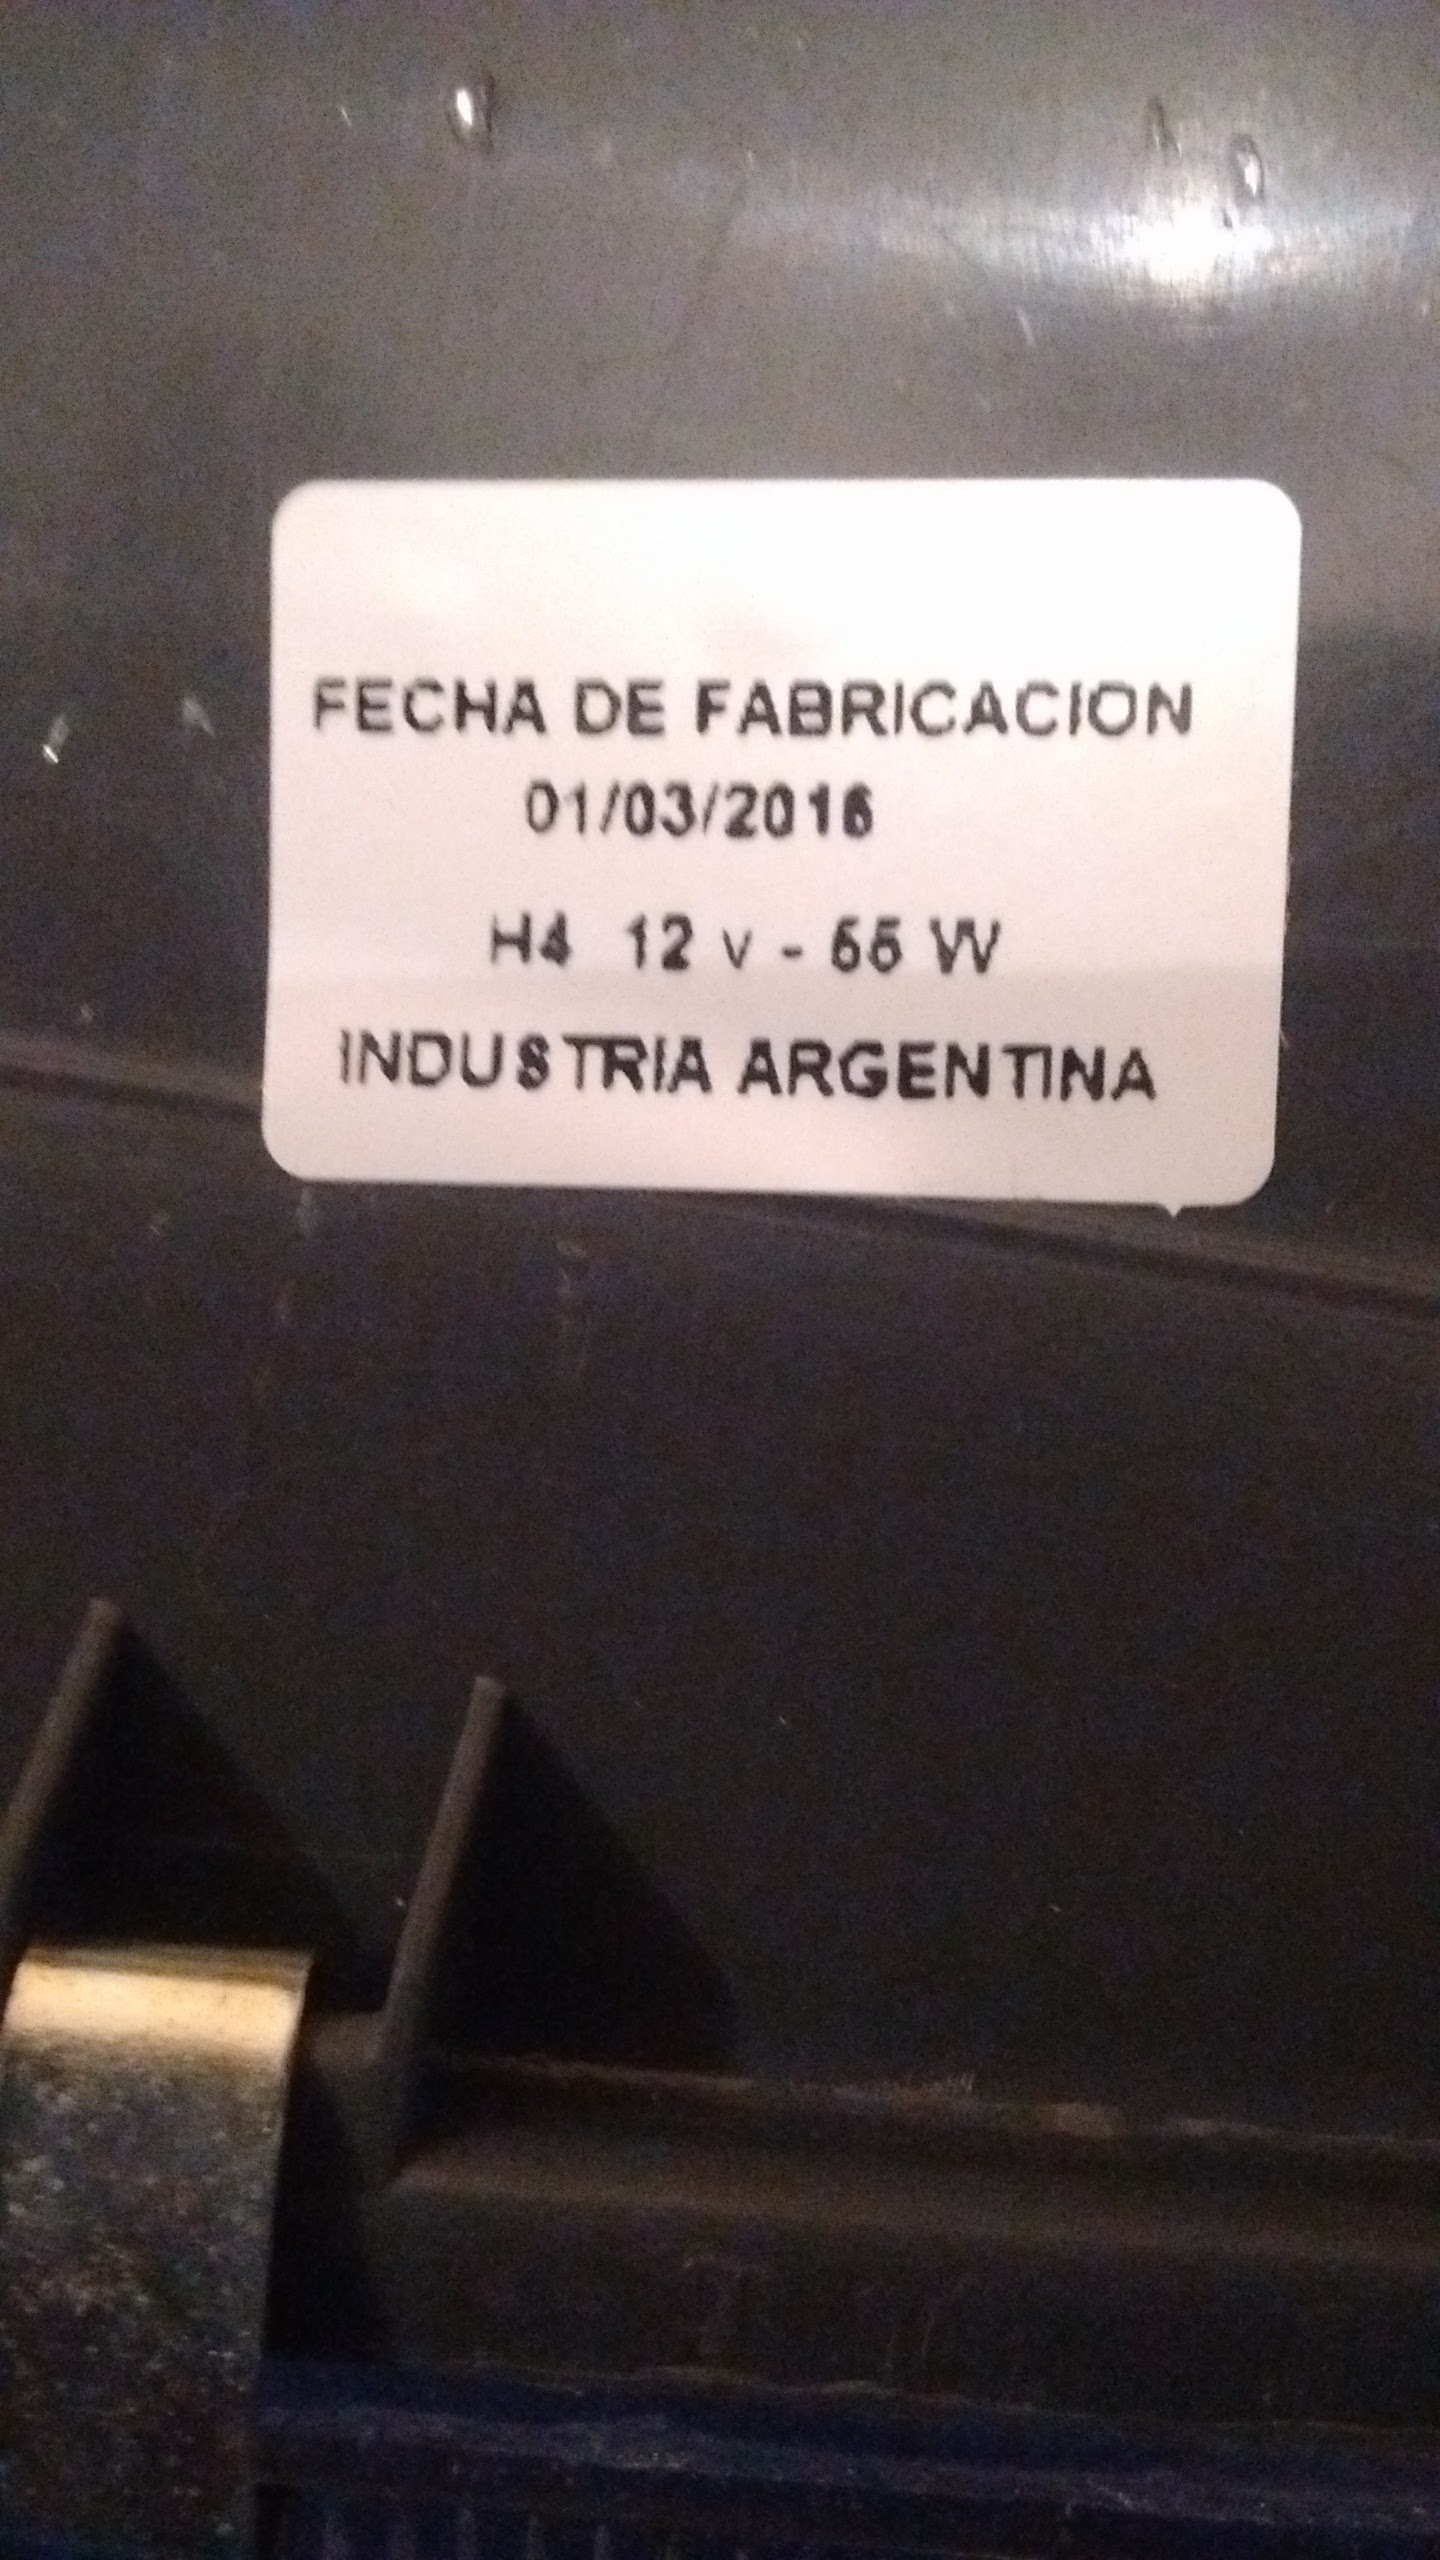 FECHA DE FABRICACION
01/03/2016
H4 12 v - 55 W
INDUSTRIA ARGENTINA